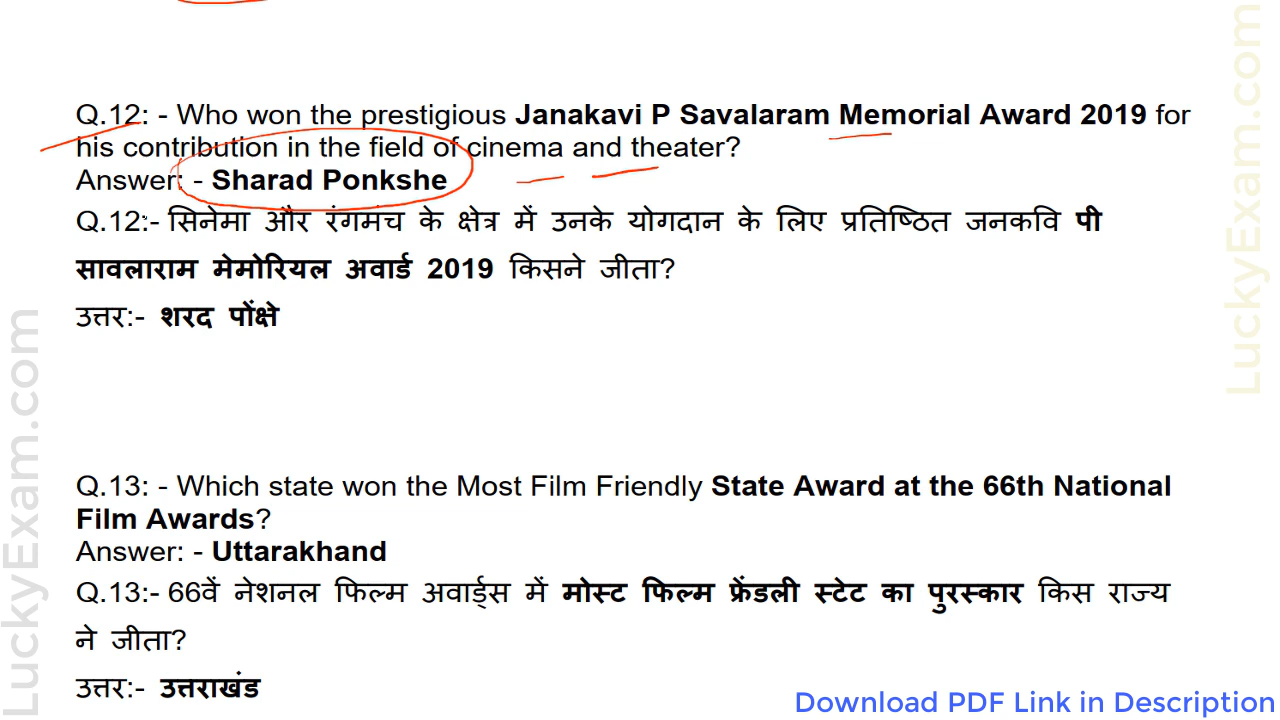 Q.12: - Who won the prestigious Janakavi P Savalaram Memorial Award 2019 for
his contribution in the field of cinema and theater?
Answer: - Sharad Ponkshe
Q.12:- सिनेमा और रंगमंच के क्षेत्र में उनके योगदान के लिए प्रतिष्ठित जनकवि पी
सावलाराम मेमोरियल अवार्ड 2019 किसने जीता?
उत्तर:- शरद पोंक्षे
Q.13: - Which state won the Most Film Friendly State Award at the 66th National
Film Awards?
Answer: - Uttarakhand
Q.13:- 66वें नेशनल फिल्म अवार्ड्स में मोस्ट फिल्म फ्रेंडली स्टेट का पुरस्कार किस राज्य
ने जीता?
उत्तर:- उत्तराखंड
LuckyExam.com
LuckyExam.com
Download PDF Link in Description